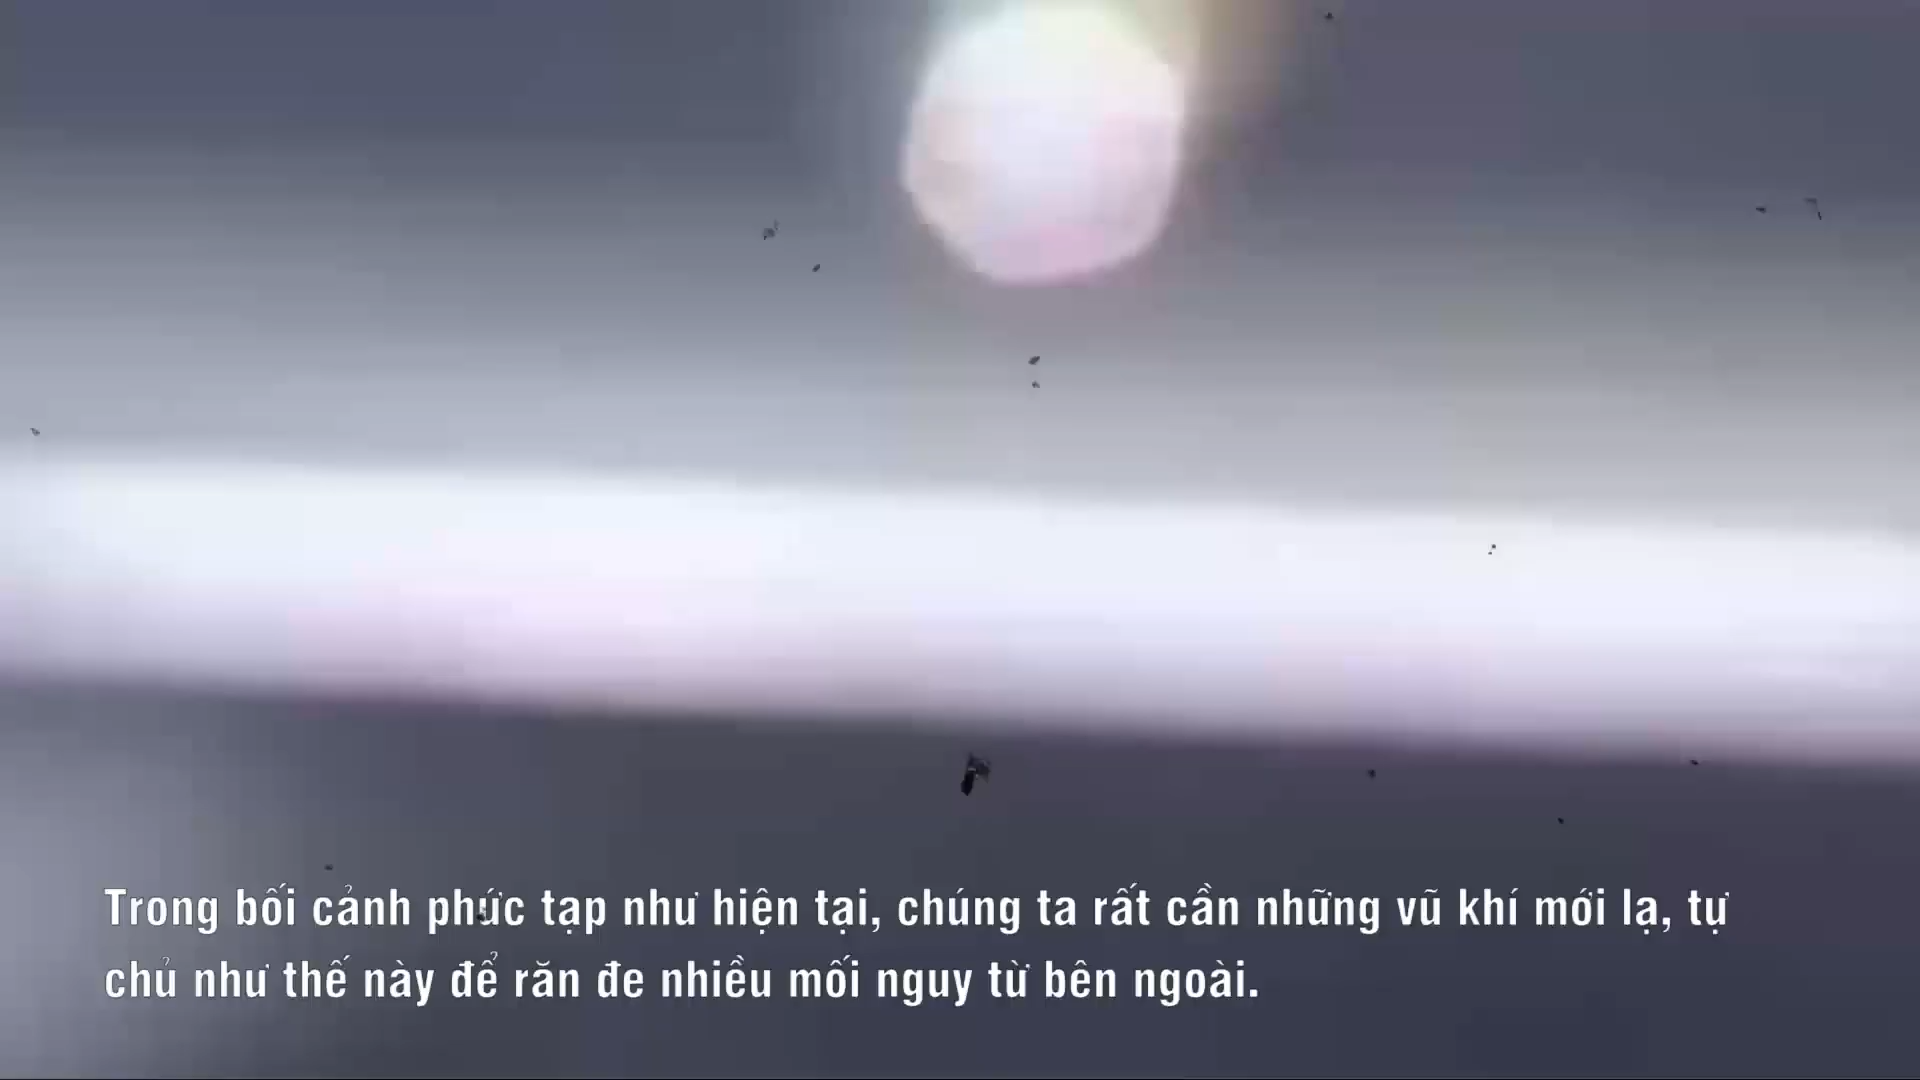 Trong bối cảnh phức tạp như hiện tại, chúng ta rất cần những vũ khí mới lạ, tự
chủ như thế này để răn đe nhiều mối nguy từ bên ngoài.